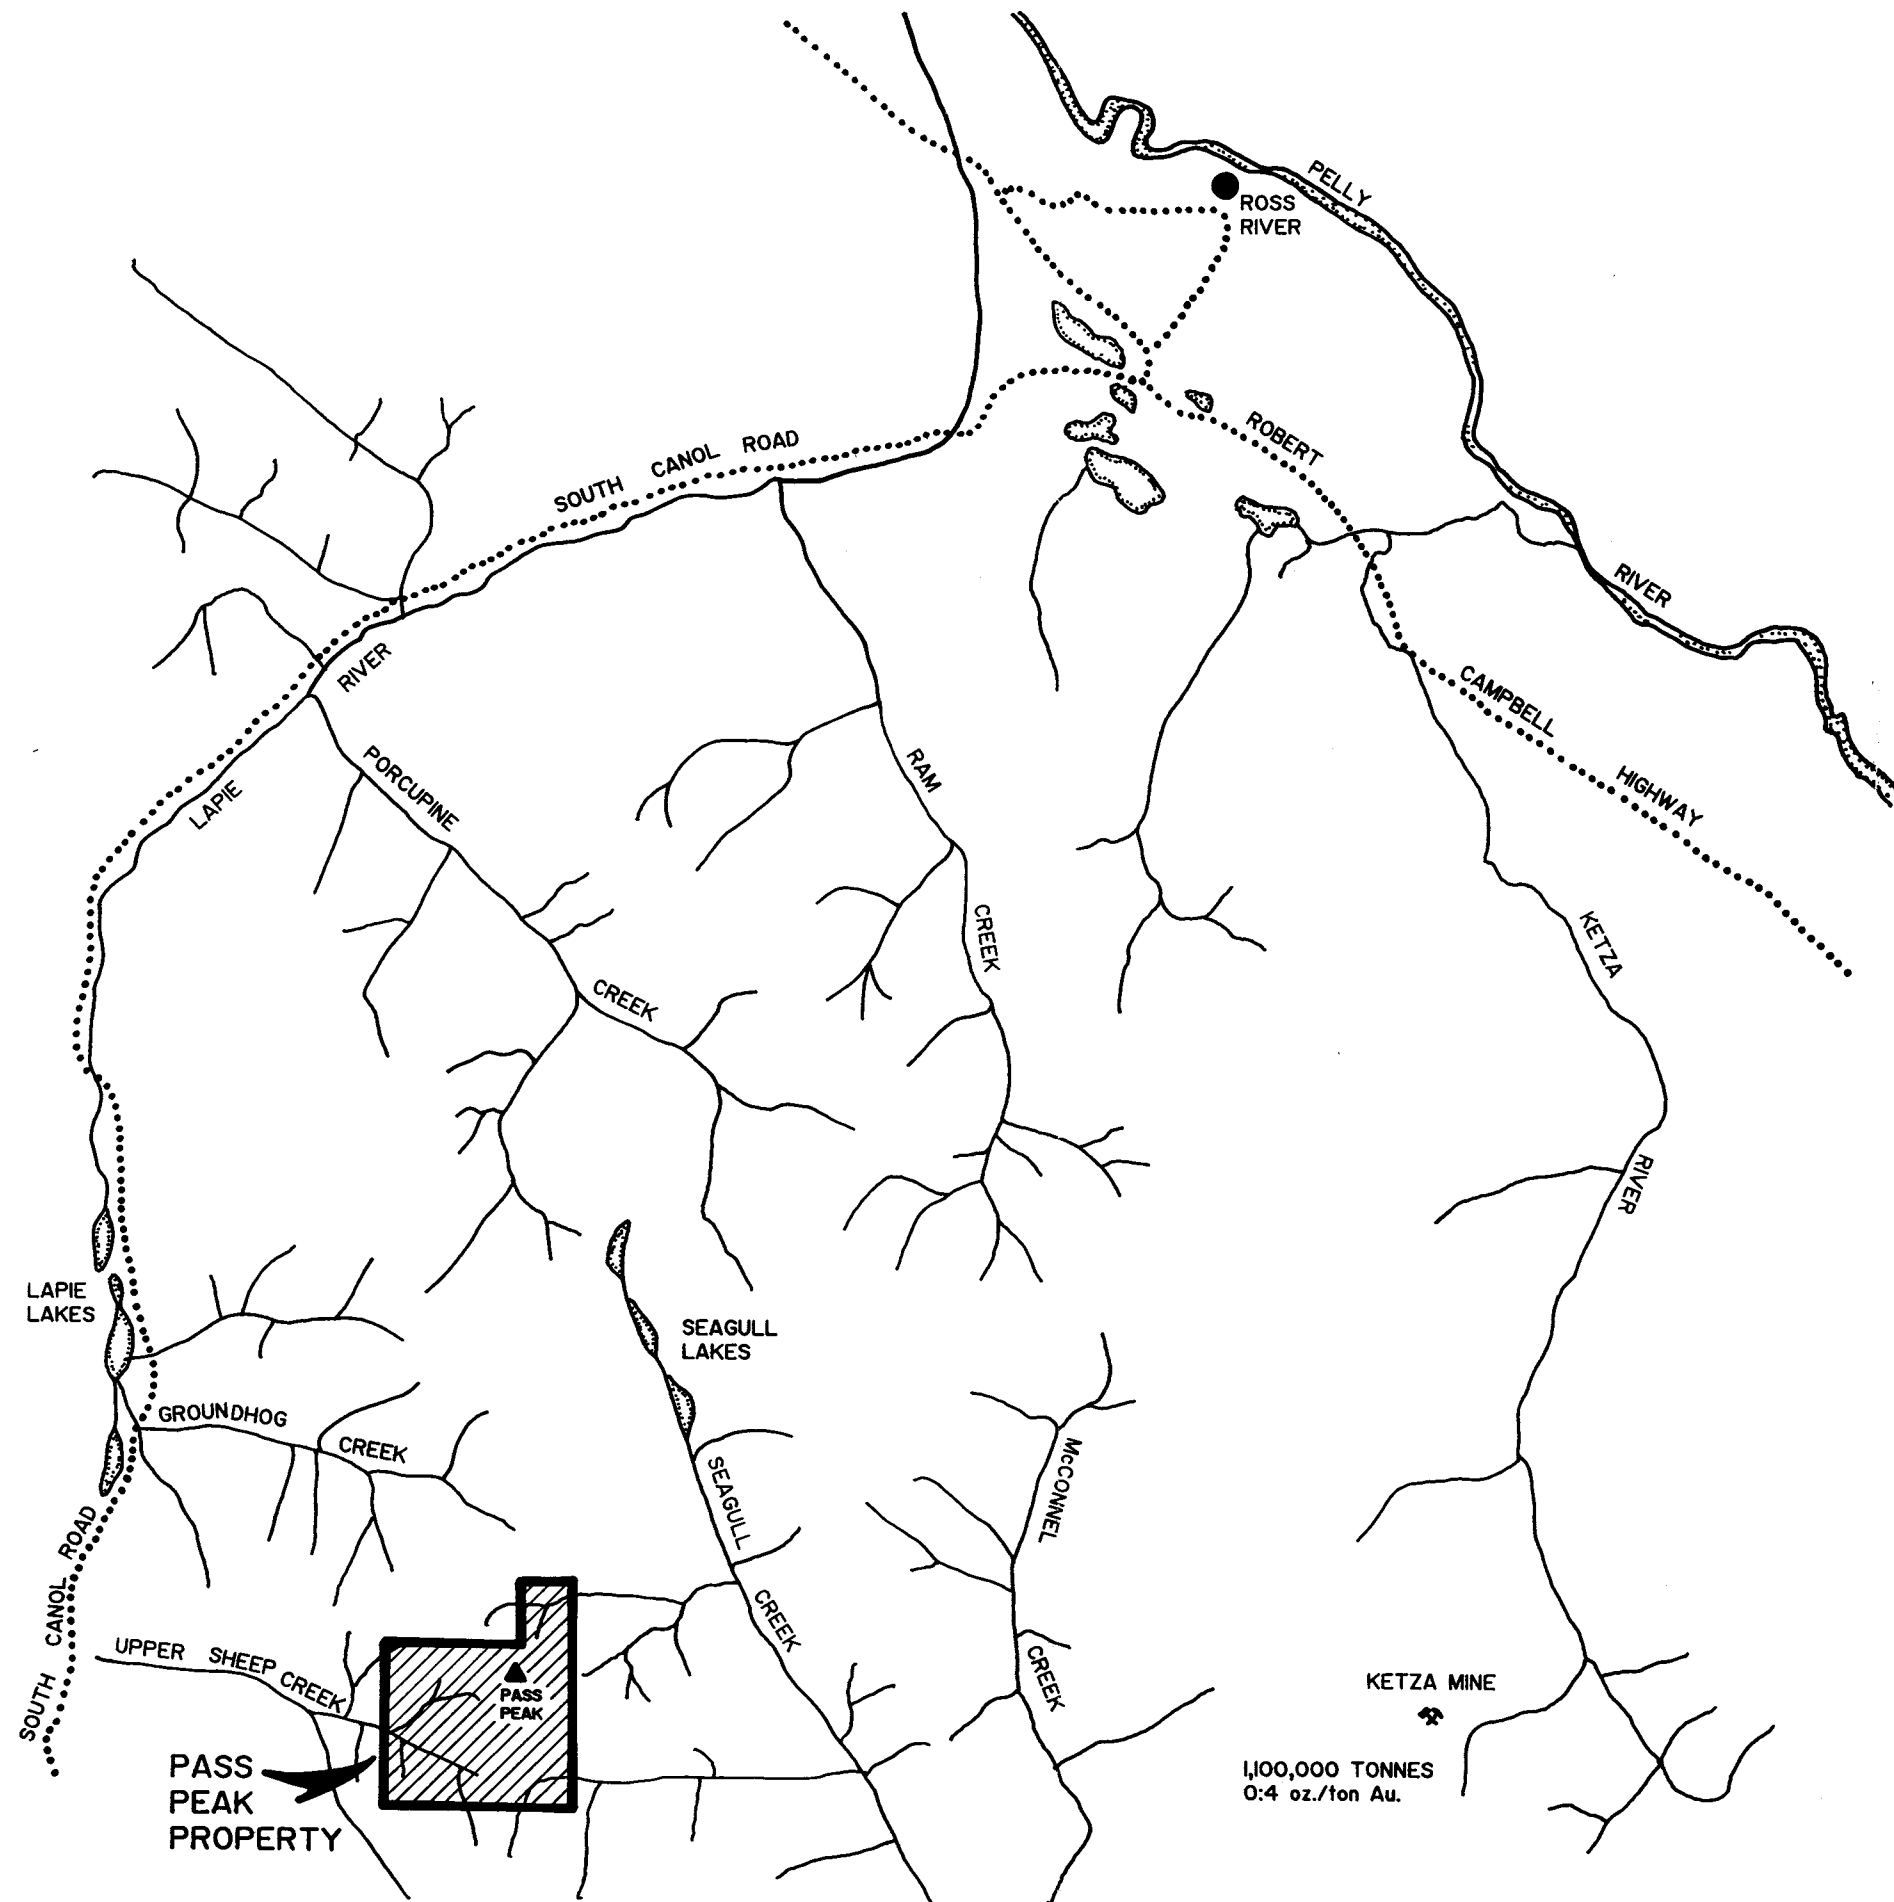 PELLY
ROSS
RIVER
ROBERT
SOUTH CANOL ROAD
RIVER
RIVER
CAMPBELL
PORCUPINE
RAM
HIGHWAY
LAPIE
CREEK
KETZA
CREEK
RIVER
LAPIE
LAKES
SEAGULL
LAKES
GROUNDHOG
CREEK
McCONNEL
SEAGULL
SOUTH CANOL ROAD
CREEK
UPPER SHEEP CREEK
CREEK
PASS
PEAK
KETZA MINE
PASS
PEAK
PROPERTY
1,100,000 TONNES
0:4 oz./ton Au.